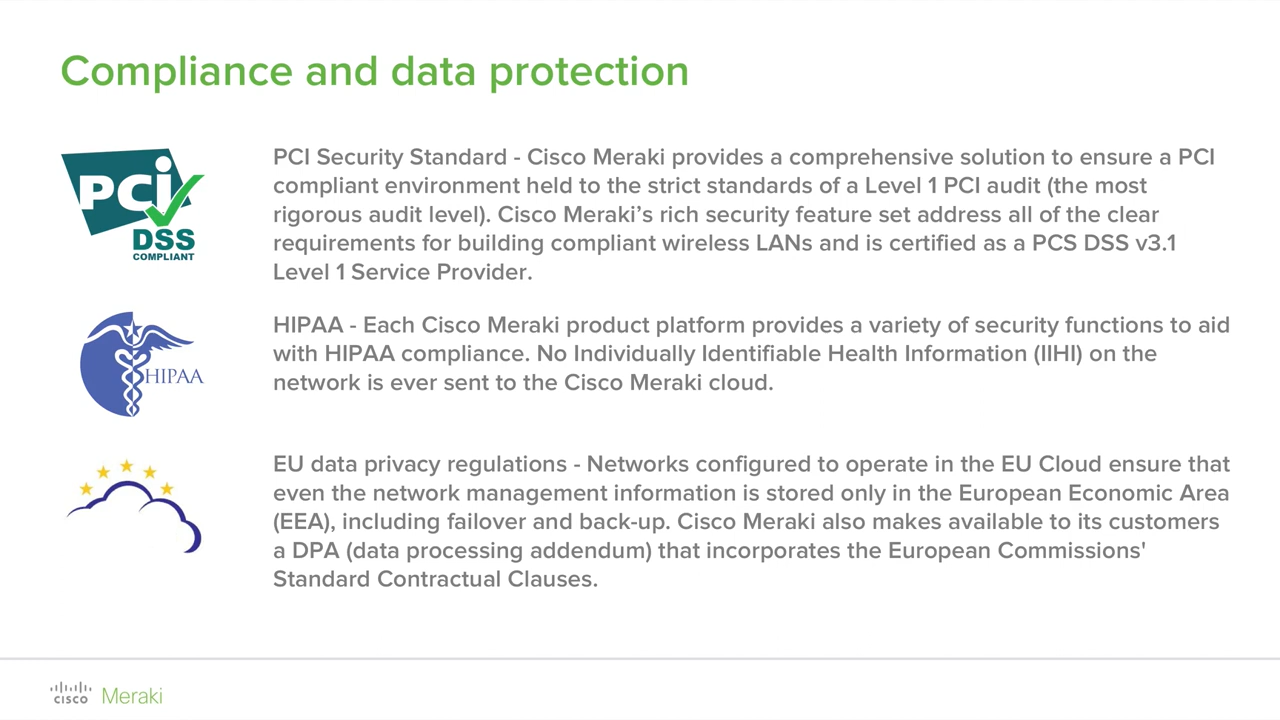 Compliance and data protection
PCi
DSS
COMPLIANT
PCI Security Standard - Cisco Meraki provides a comprehensive solution to ensure a PCI
compliant environment held to the strict standards of a Level 1 PCI audit (the most
rigorous audit level). Cisco Meraki’s rich security feature set address all of the clear
requirements for building compliant wireless LANs and is certified as a PCS DSS v3.1
Level 1 Service Provider.
HIPAA
HIPAA - Each Cisco Meraki product platform provides a variety of security functions to aid
with HIPAA compliance. No Individually Identifiable Health Information (IIHI) on the
network is ever sent to the Cisco Meraki cloud.
EU data privacy regulations - Networks configured to operate in the EU Cloud ensure that
even the network management information is stored only in the European Economic Area
(EEA), including failover and back-up. Cisco Meraki also makes available to its customers
a DPA (data processing addendum) that incorporates the European Commissions'
Standard Contractual Clauses.
cisco Meraki